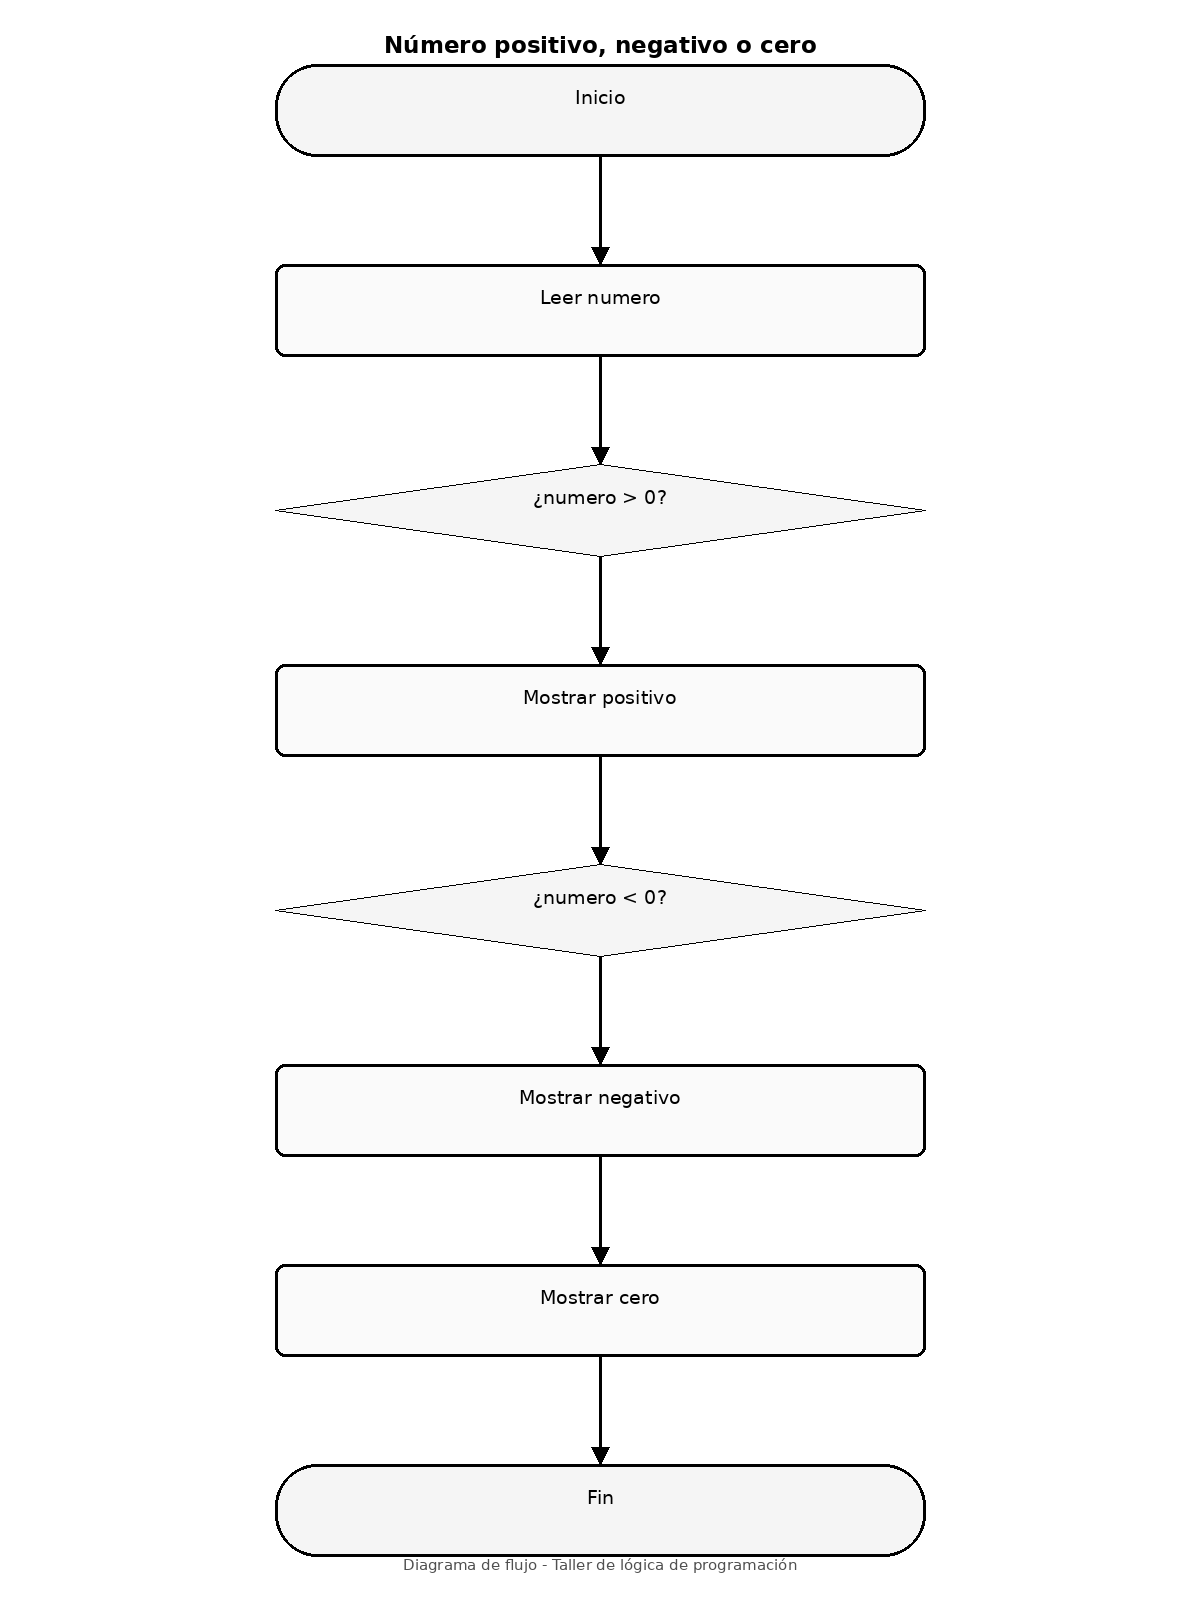 Número positivo, negativo o cero
Inicio
Leer numero
¿numero > 0?
Mostrar positivo
¿numero < 0?
Mostrar negativo
Mostrar cero
Fin
Diagrama de flujo - Taller de lógica de programación